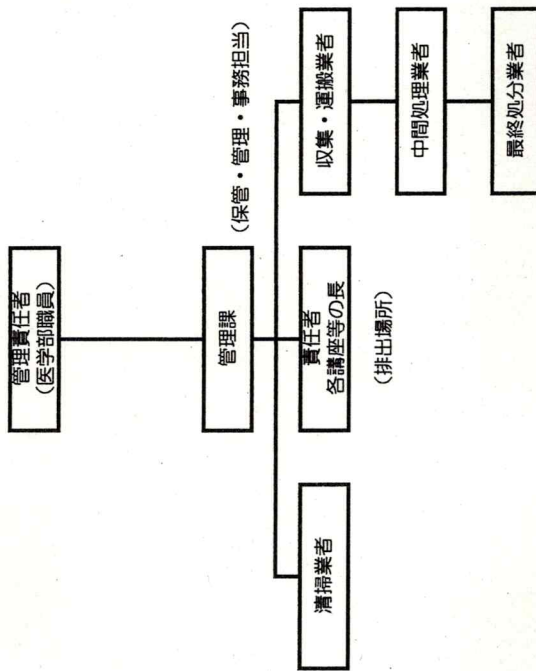 管理責任者
(医学部職員)
管理課
(保管・管理・事務担当)
清掃業者
責任者
各講座等の長
(排出場所)
収集・運搬業者
中間処理業者
最終処分業者